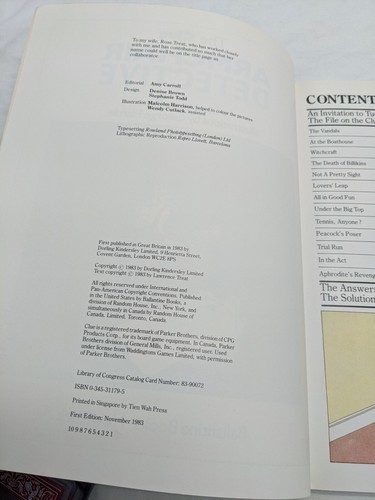 To my wife, Rose Treat, who has worked closely
with me and has contributed so much that her
name could well be on the title page as
collaborator
Editorial Amy Carroll
Design Denise Brown
Stephanie Todd
Illustration Malcolm Harrison, helped to colour the pictures
Wendy Corlack, assisted
Typesetting Rowland Phototypesetting (London) Ltd
Lithographic Reproduction Repro Llovet, Barcelona
First published in Great Britain in 1983 by
Dorling Kindersley Limited, 9 Henrietta Street,
Covent Garden, London WC2E 8PS
Copyright © 1983 by Dorling Kindersley Limited
Text copyright © 1983 by Lawrence Treat
All rights reserved under International and
Pan-American Copyright Conventions. Published
in the United States by Ballantine Books, a
division of Random House, Inc., New York, and
simultaneously in Canada by Random House of
Canada, Limited, Toronto, Canada.
Clue is a registered trademark of Parker Brothers, division of CPG
Products Corp., for its board game equipment. In Canada, Parker
Brothers division of General Mills, Inc., registered user. Used
under license from Waddingtons Games Limited, with permission
of Parker Brothers.
Library of Congress Catalog Card Number: 83-90072
ISBN 0-345-31179-5
Printed in Singapore by Tien Wah Press
First Edition: November 1983
10 9 8 7 6 5 4 3 2 1
CONTENT
An Invitation to Tu
The File on the Ch
The Vandals
At the Boathouse
Witchcraft
The Death of Billikins
Not A Pretty Sight
Lovers' Leap
All in Good Fun
Under the Big Top
Tennis, Anyone?
Peacock's Poser
Trial Run
In the Act
Aphrodite's Reveng
The Answers
The Solution